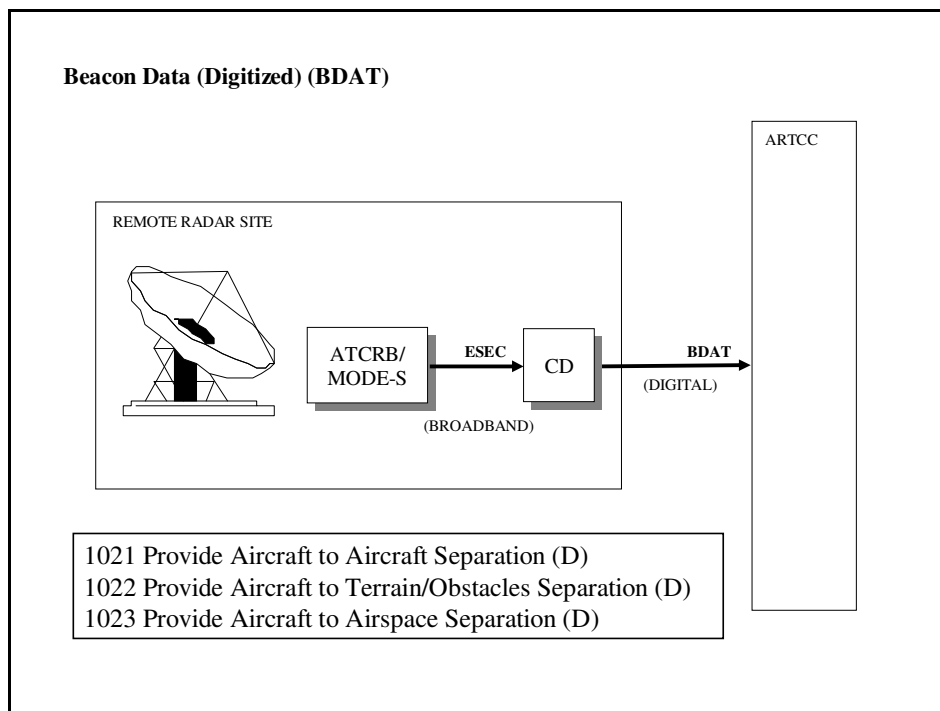 Beacon Data (Digitized) (BDAT)
ARTCC
REMOTE RADAR SITE
ATCRB/
MODE-S
ESEC
CD
BDAT
(DIGITAL)
(BROADBAND)
1021 Provide Aircraft to Aircraft Separation (D)
1022 Provide Aircraft to Terrain/Obstacles Separation (D)
1023 Provide Aircraft to Airspace Separation (D)